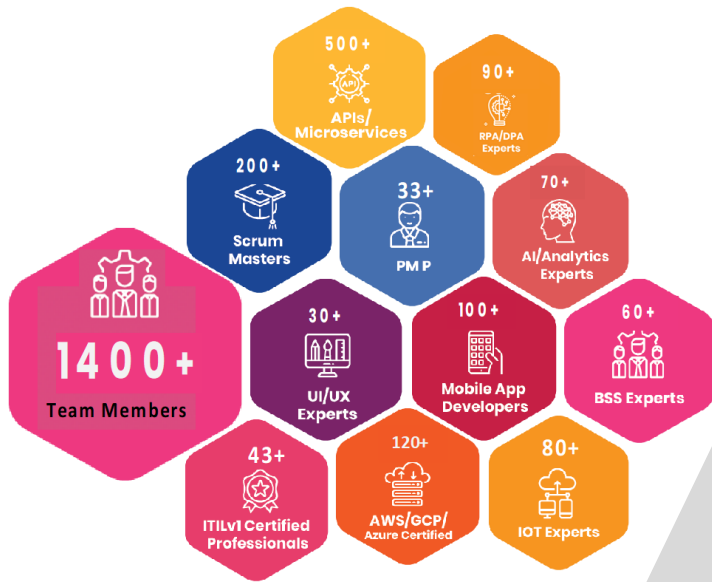 500+
API
APIs/
Microservices
90+
RPA/DPA
Experts
200+
Scrum
Masters
33+
PM P
70+
AI/Analytics
Experts
1400+
Team Members
30+
UI/UX
Experts
100+
Mobile App
Developers
60+
BSS Experts
43+
ITILv1 Certified
Professionals
120+
AWS/GCP/
Azure Certified
80+
IOT Experts